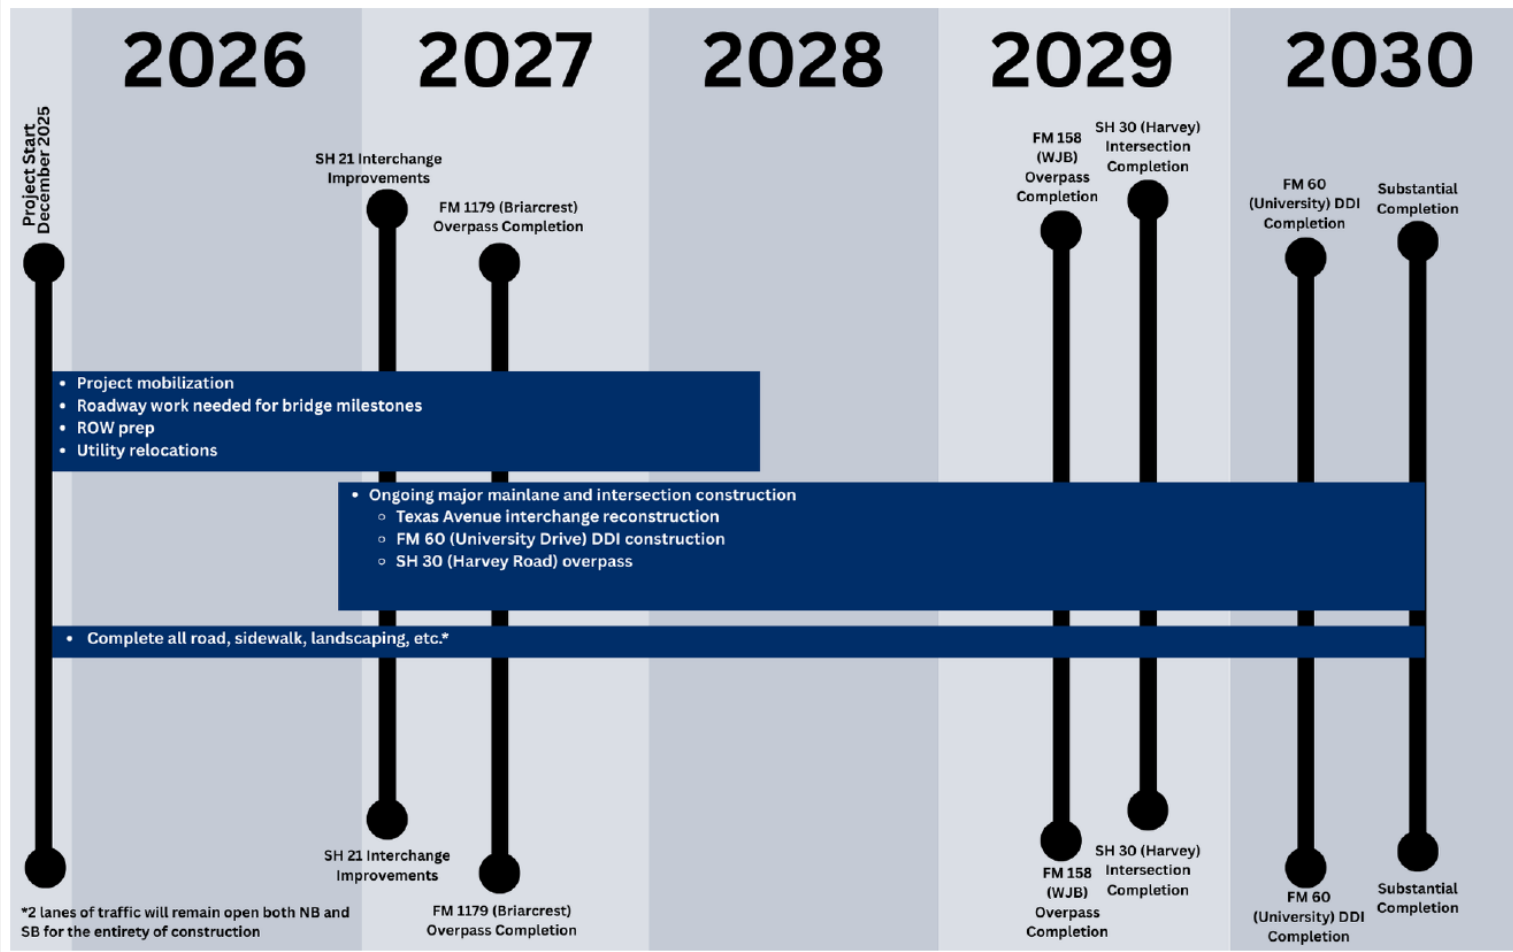 2026
2027
2028
2029
2030
Project Start
December 2025
SH 21 Interchange
Improvements
FM 1179 (Briarcrest)
Overpass Completion
FM 158
(WJB)
Overpass
Completion
SH 30 (Harvey)
Intersection
Completion
FM 60
(University) DDI
Completion
Substantial
Completion
• Project mobilization
• Roadway work needed for bridge milestones
• ROW prep
• Utility relocations
• Ongoing major mainlane and intersection construction
◦ Texas Avenue interchange reconstruction
◦ FM 60 (University Drive) DDI construction
◦ SH 30 (Harvey Road) overpass
• Complete all road, sidewalk, landscaping, etc.*
SH 21 Interchange
Improvements
FM 1179 (Briarcrest)
Overpass Completion
FM 158
(WJB)
Overpass
Completion
SH 30 (Harvey)
Intersection
Completion
FM 60
(University) DDI
Completion
Substantial
Completion
*2 lanes of traffic will remain open both NB and
SB for the entirety of construction